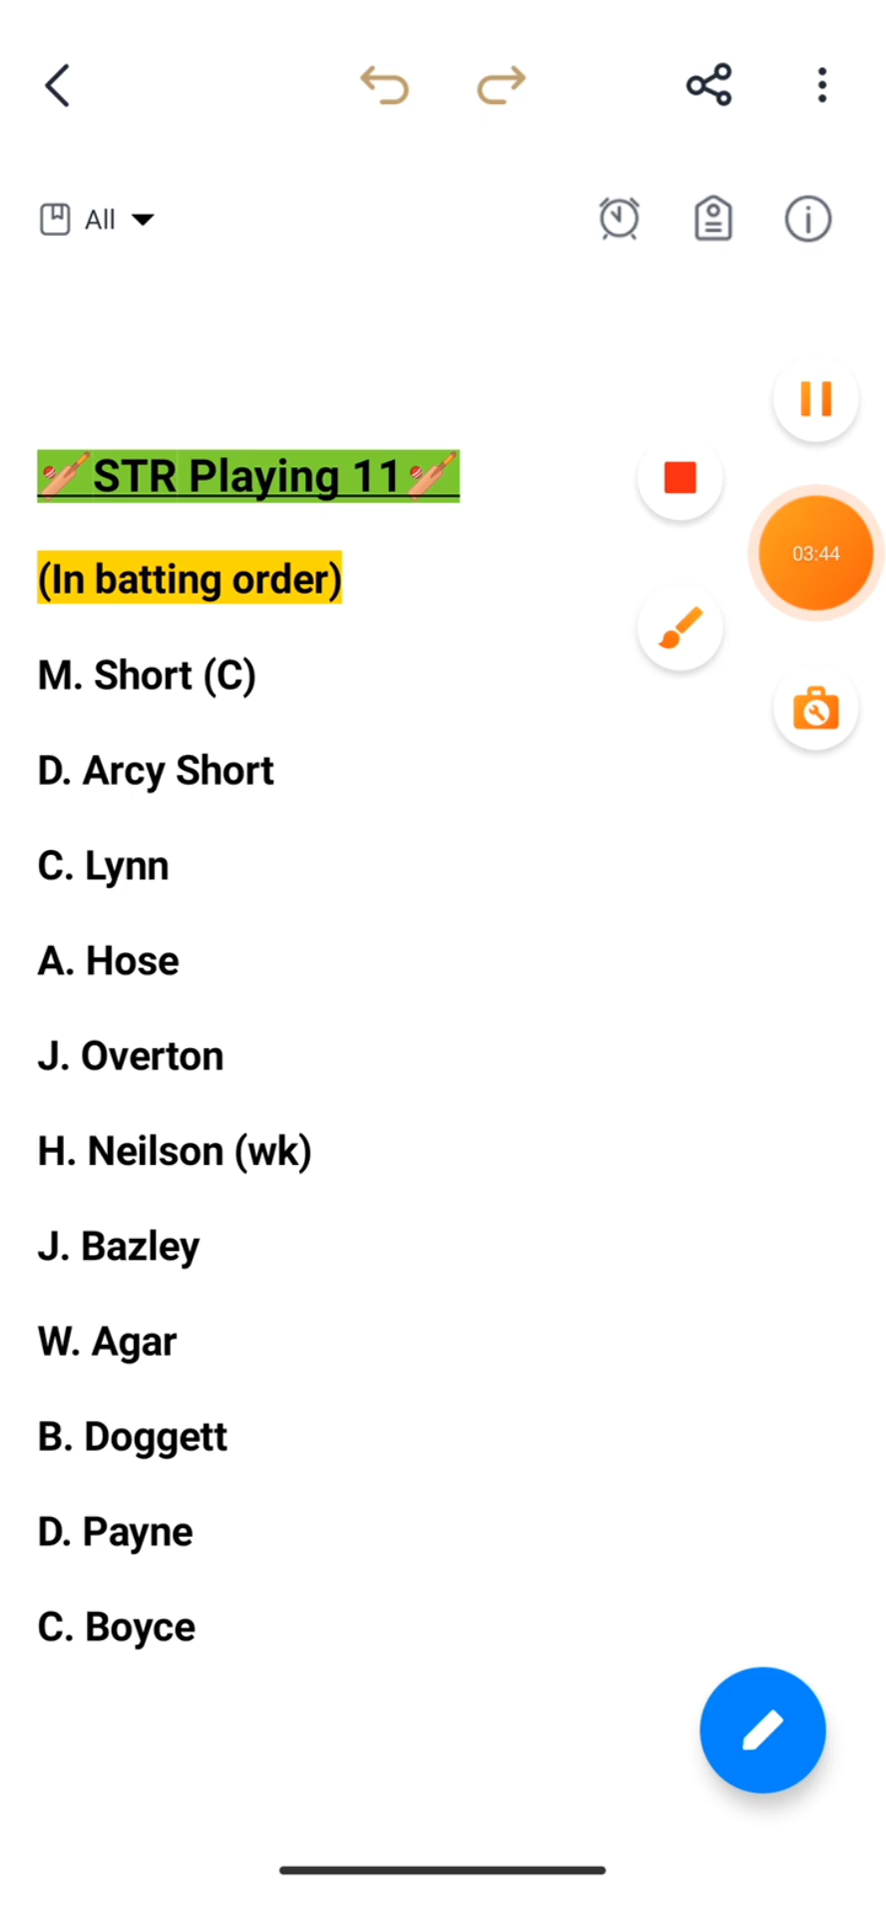 All
🏏STR Playing 11🏏
03:44
(In batting order)
M. Short (C)
D. Arcy Short
C. Lynn
A. Hose
J. Overton
H. Neilson (wk)
J. Bazley
W. Agar
B. Doggett
D. Payne
C. Boyce